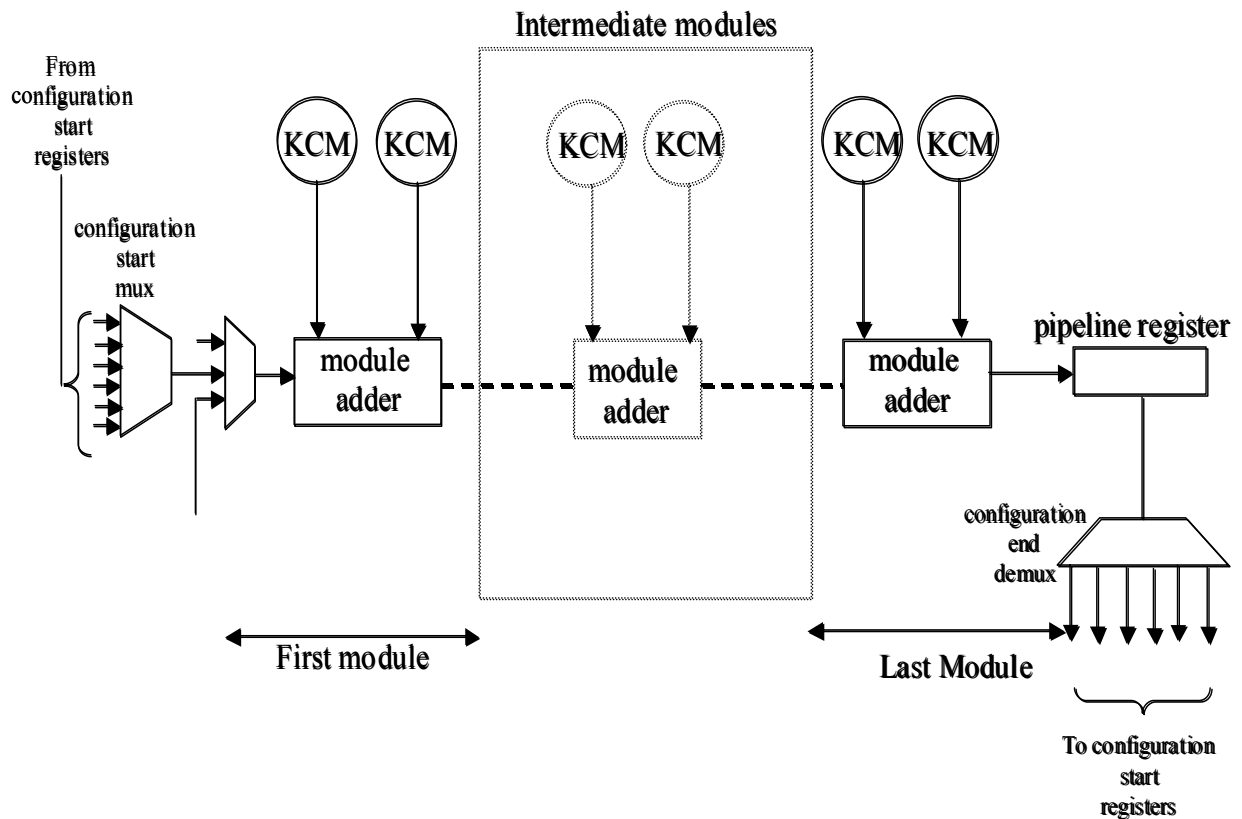 Intermediate modules
From
configuration
start
registers
KCM
KCM
KCM
KCM
KCM
KCM
configuration
start
mux
module
adder
module
adder
module
adder
pipeline register
configuration
end
demux
First module
Last Module
To configuration
start
registers